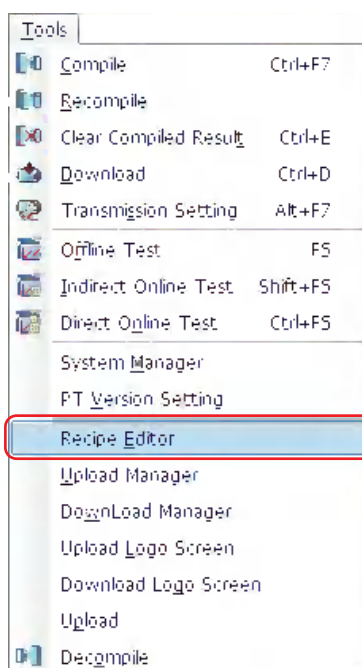 Tools
Compile Ctrl+F7
Recompile
Clear Compiled Result Ctrl+E
Download Ctrl+D
Transmission Setting Alt+F7
Offline Test F5
Indirect Online Test Shift+F5
Direct Online Test Ctrl+F5
System Manager
PT Version Setting
Recipe Editor
Upload Manager
DownLoad Manager
Upload Logo Screen
Download Logo Screen
Upload
Decompile